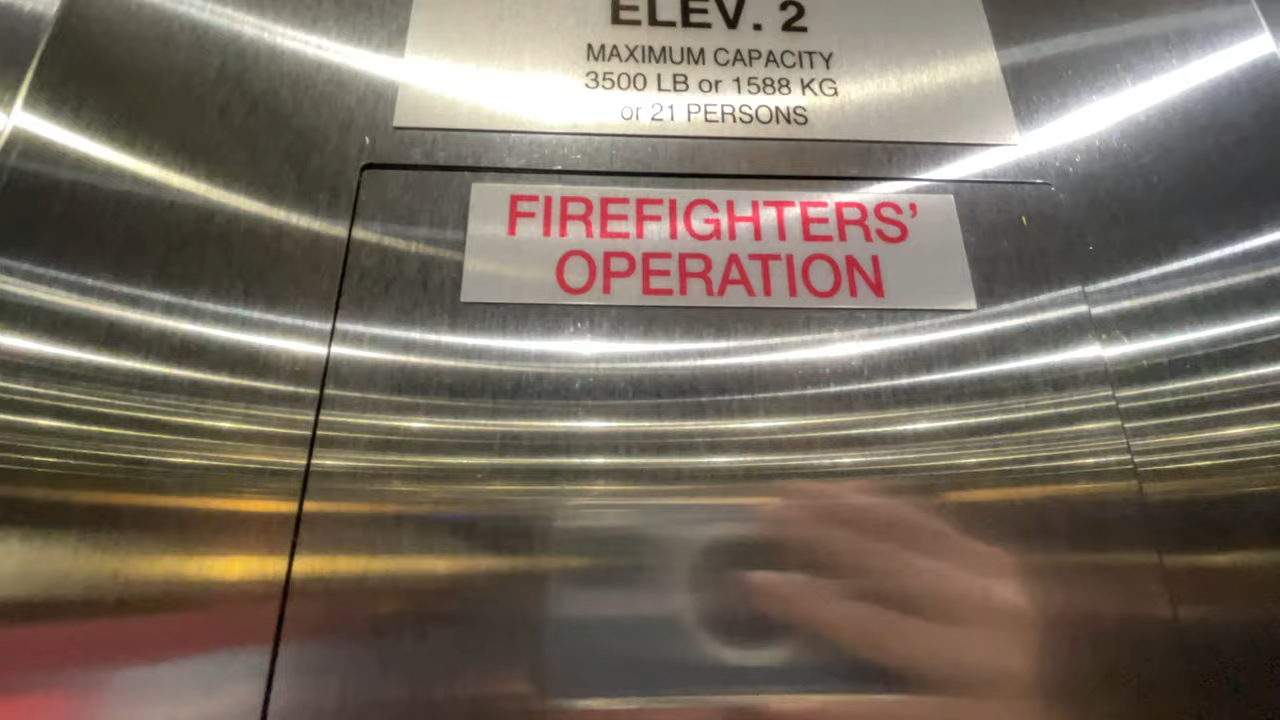 ELEV. 2
MAXIMUM CAPACITY
3500 LB or 1588 KG
or 21 PERSONS
FIREFIGHTERS’
OPERATION